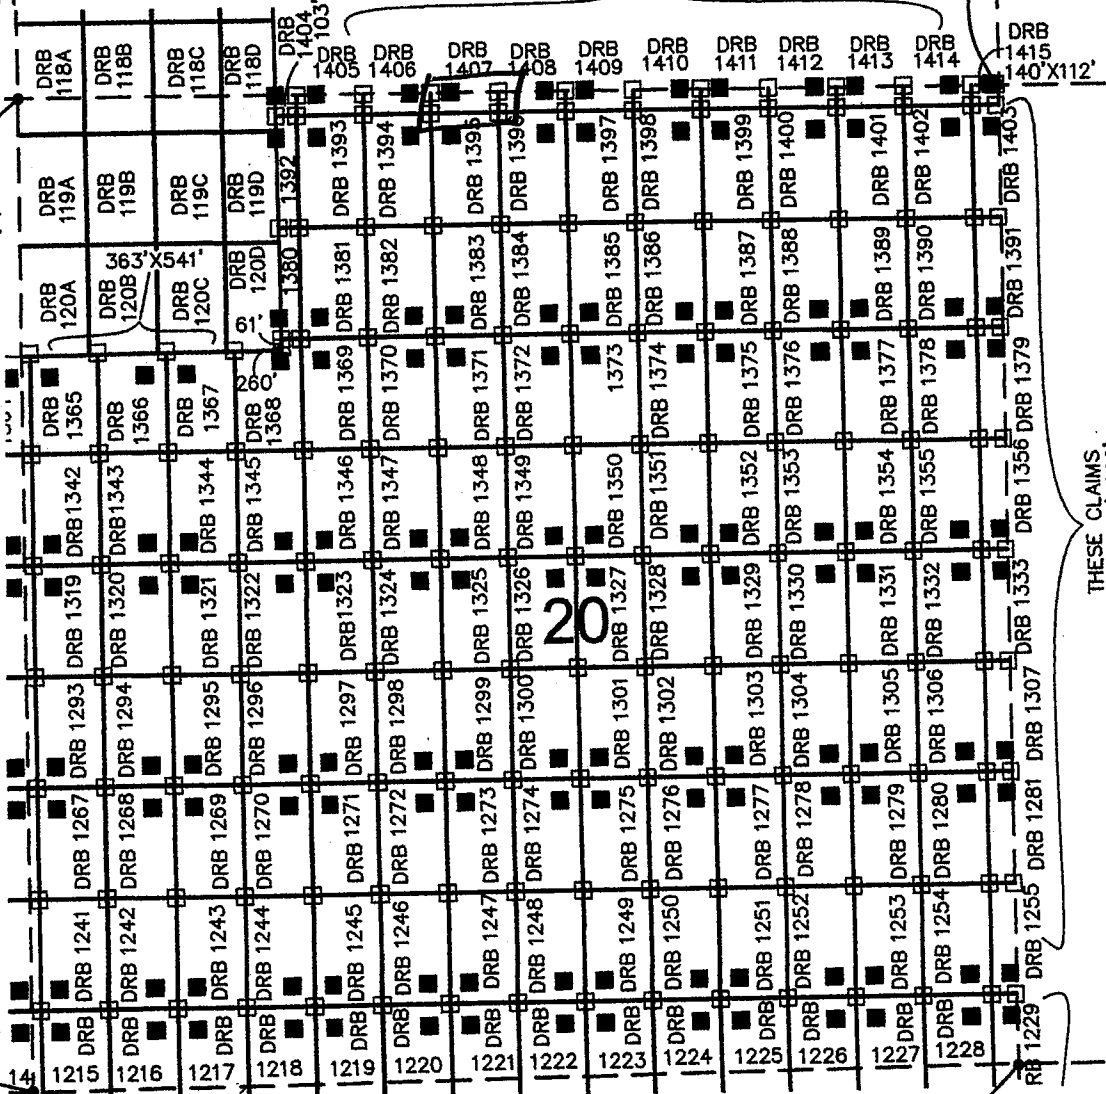 DRB 1404
103'
DRB 1405
DRB 1406
DRB 1407
DRB 1408
DRB 1409
DRB 1410
DRB 1411
DRB 1412
DRB 1413
DRB 1414
DRB 1415
140'X112'
DRB 118A
DRB 118B
DRB 118C
DRB 118D
DRB 1393
DRB 1394
DRB 1395
DRB 1396
DRB 1397
DRB 1398
DRB 1399
DRB 1400
DRB 1401
DRB 1402
DRB 1403
DRB 119A
DRB 119B
DRB 119C
DRB 119D
1392
363'X541'
DRB 120A
DRB 120B
DRB 120C
DRB 120D
1380
DRB 1381
DRB 1382
DRB 1383
DRB 1384
DRB 1385
DRB 1386
DRB 1387
DRB 1388
DRB 1389
DRB 1390
DRB 1391
61'
260'
DRB 1365
DRB 1366
DRB 1367
DRB 1368
DRB 1369
DRB 1370
DRB 1371
DRB 1372
1373
DRB 1374
DRB 1375
DRB 1376
DRB 1377
DRB 1378
DRB 1379
DRB 1342
DRB 1343
DRB 1344
DRB 1345
DRB 1346
DRB 1347
DRB 1348
DRB 1349
DRB 1350
DRB 1351
DRB 1352
DRB 1353
DRB 1354
DRB 1355
DRB 1356
THESE CLAIMS
DRB 1319
DRB 1320
DRB 1321
DRB 1322
DRB 1323
DRB 1324
DRB 1325
DRB 1326
20
DRB 1327
DRB 1328
DRB 1329
DRB 1330
DRB 1331
DRB 1332
DRB 1333
DRB 1293
DRB 1294
DRB 1295
DRB 1296
DRB 1297
DRB 1298
DRB 1299
DRB 1300
DRB 1301
DRB 1302
DRB 1303
DRB 1304
DRB 1305
DRB 1306
DRB 1307
DRB 1267
DRB 1268
DRB 1269
DRB 1270
DRB 1271
DRB 1272
DRB 1273
DRB 1274
DRB 1275
DRB 1276
DRB 1277
DRB 1278
DRB 1279
DRB 1280
DRB 1281
DRB 1241
DRB 1242
DRB 1243
DRB 1244
DRB 1245
DRB 1246
DRB 1247
DRB 1248
DRB 1249
DRB 1250
DRB 1251
DRB 1252
DRB 1253
DRB 1254
DRB 1255
DRB 1215
DRB 1216
DRB 1217
DRB 1218
DRB 1219
DRB 1220
DRB 1221
DRB 1222
DRB 1223
DRB 1224
DRB 1225
DRB 1226
DRB 1227
DRB 1228
RB 1229